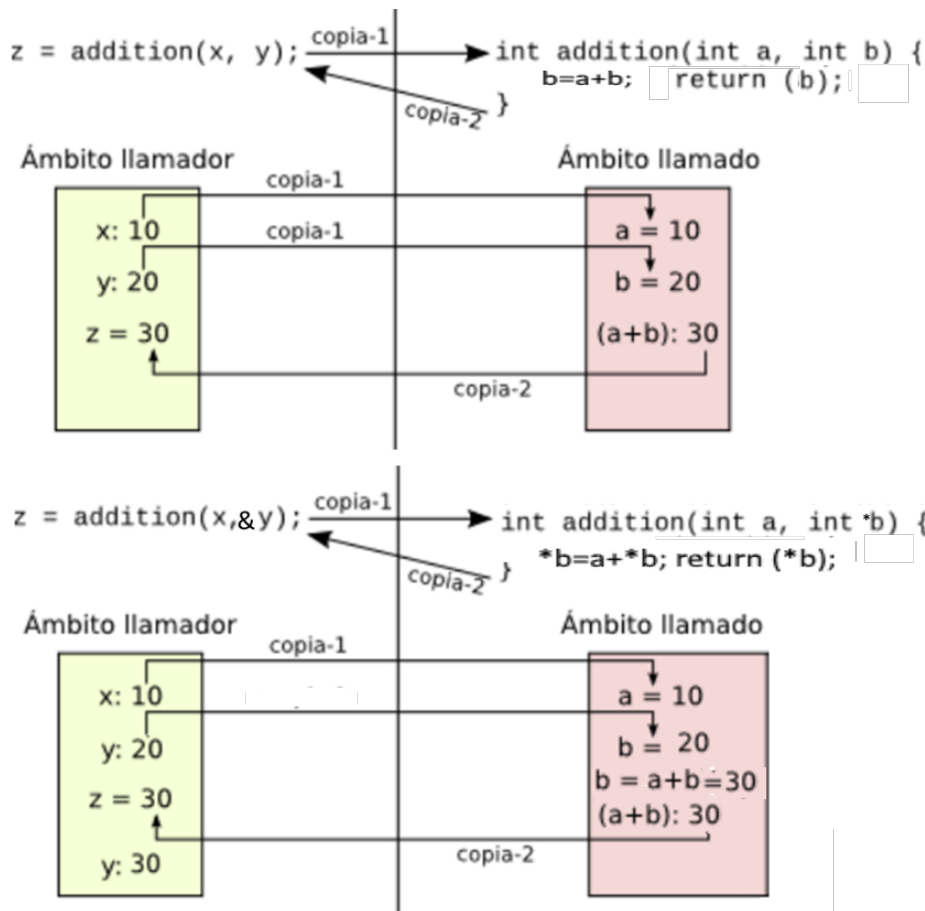 copia-1
z = addition(x, y);
int addition(int a, int b) {
b=a+b; return (b);
copia-2
}
Ámbito llamador
Ámbito llamado
copia-1
x: 10
a = 10
copia-1
y: 20
b = 20
z = 30
(a+b): 30
copia-2
copia-1
z = addition(x,&y);
int addition(int a, int *b) {
*b=a+*b; return (*b);
copia-2
}
Ámbito llamador
Ámbito llamado
copia-1
x: 10
a = 10
y: 20
b = 20
b = a+b=30
z = 30
(a+b): 30
copia-2
y: 30